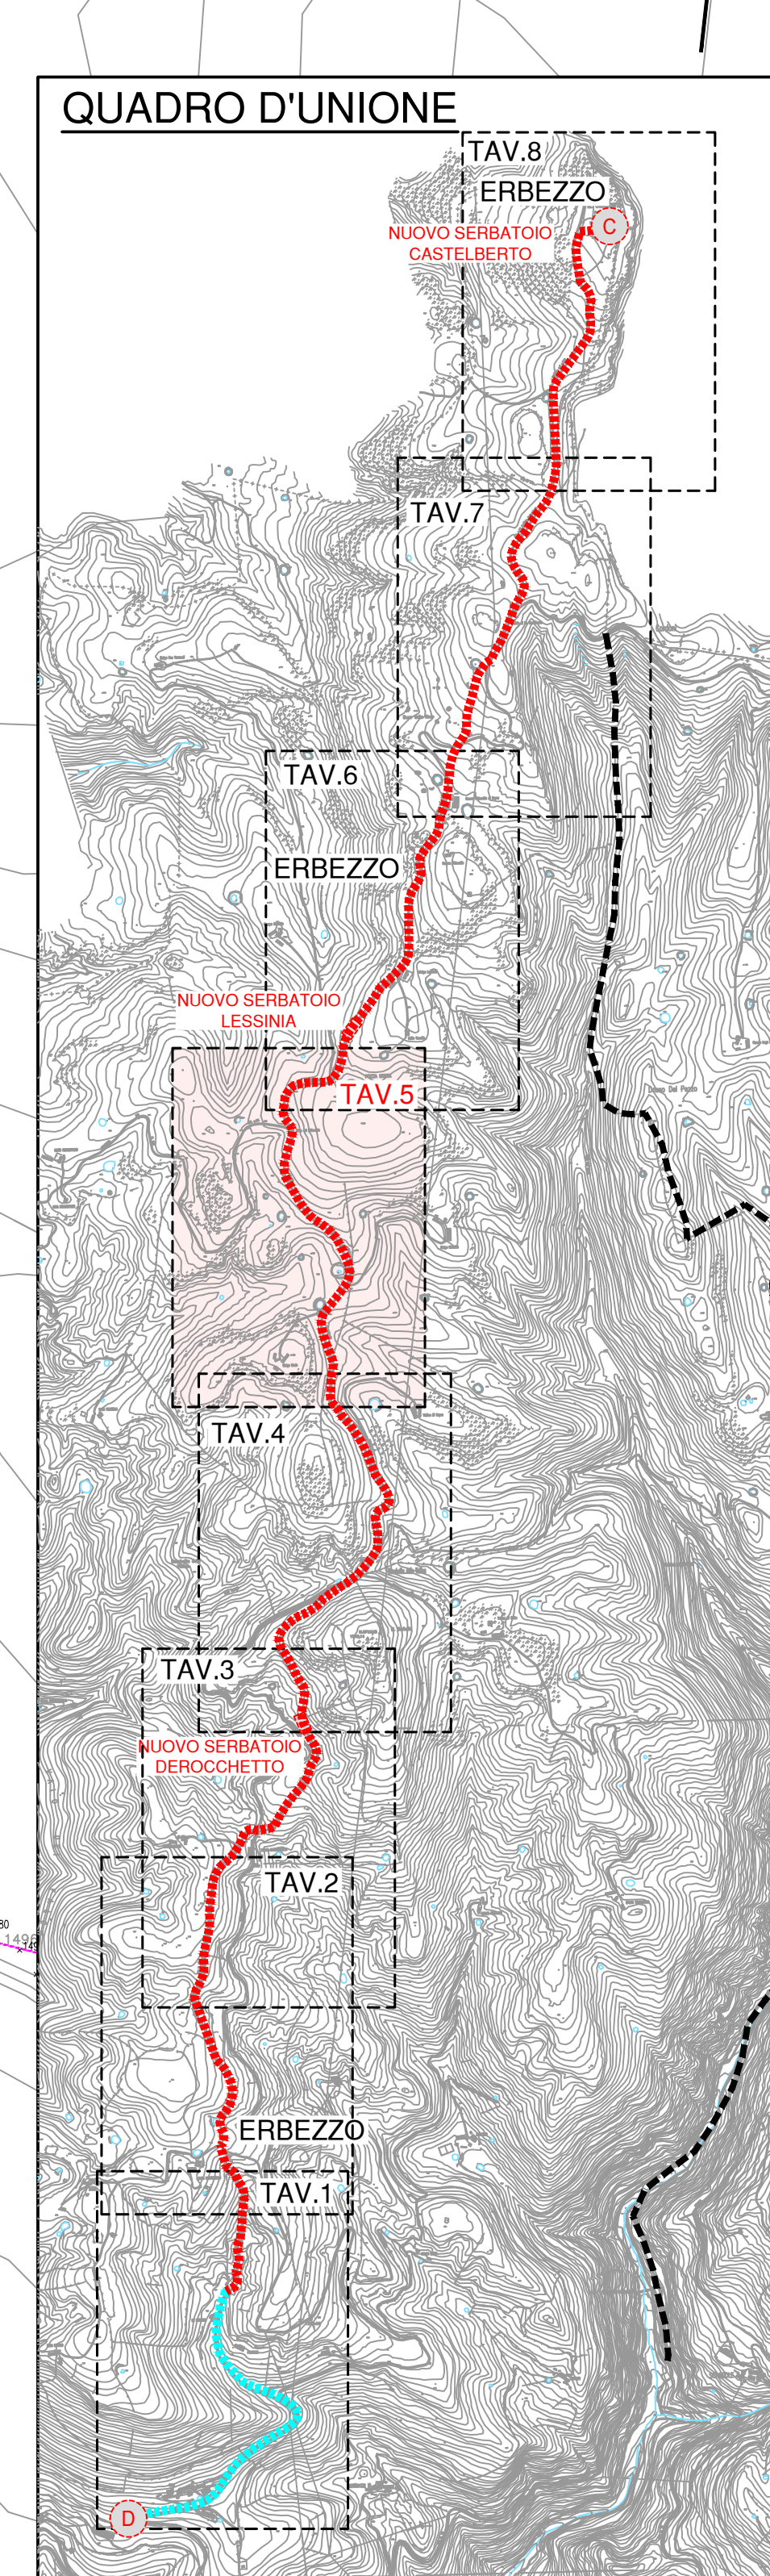 QUADRO D'UNIONE
TAV.8
ERBEZZO
C
NUOVO SERBATOIO
CASTELBERTO
TAV.7
TAV.6
ERBEZZO
NUOVO SERBATOIO
LESSINIA
TAV.5
TAV.4
TAV.3
NUOVO SERBATOIO
DEROCCHETTO
TAV.2
ERBEZZO
TAV.1
D